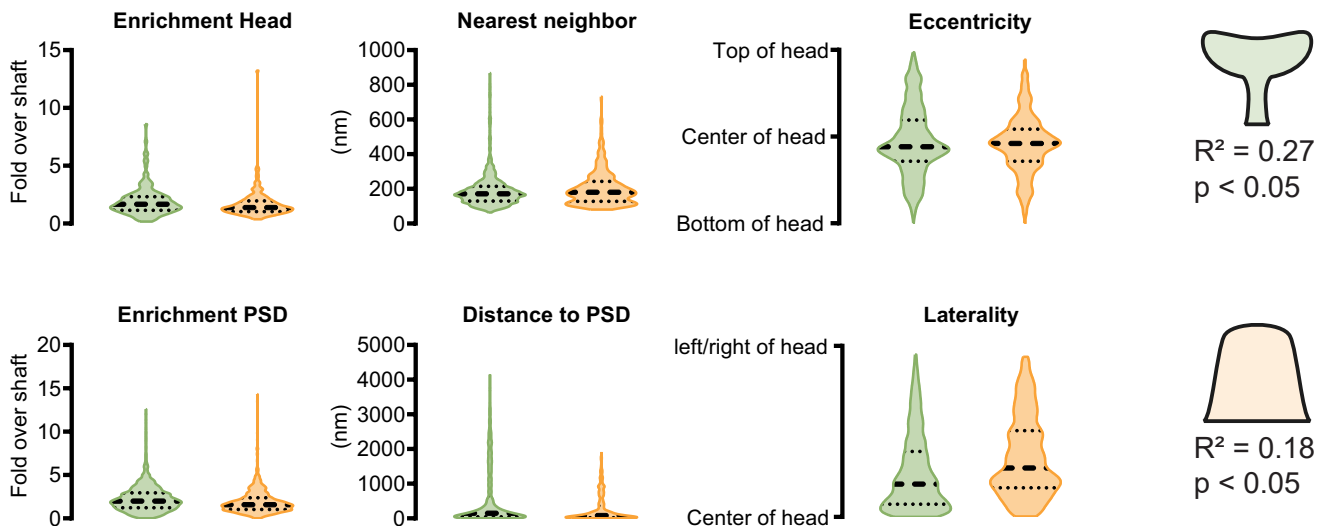 Enrichment Head
Fold over shaft
15
10
5
0
Nearest neighbor
(nm)
1000
800
600
400
200
0
Eccentricity
Top of head
Center of head
Bottom of head
R² = 0.27
p < 0.05
Enrichment PSD
Fold over shaft
20
15
10
5
0
Distance to PSD
(nm)
5000
4000
3000
2000
1000
0
Laterality
left/right of head
Center of head
R² = 0.18
p < 0.05